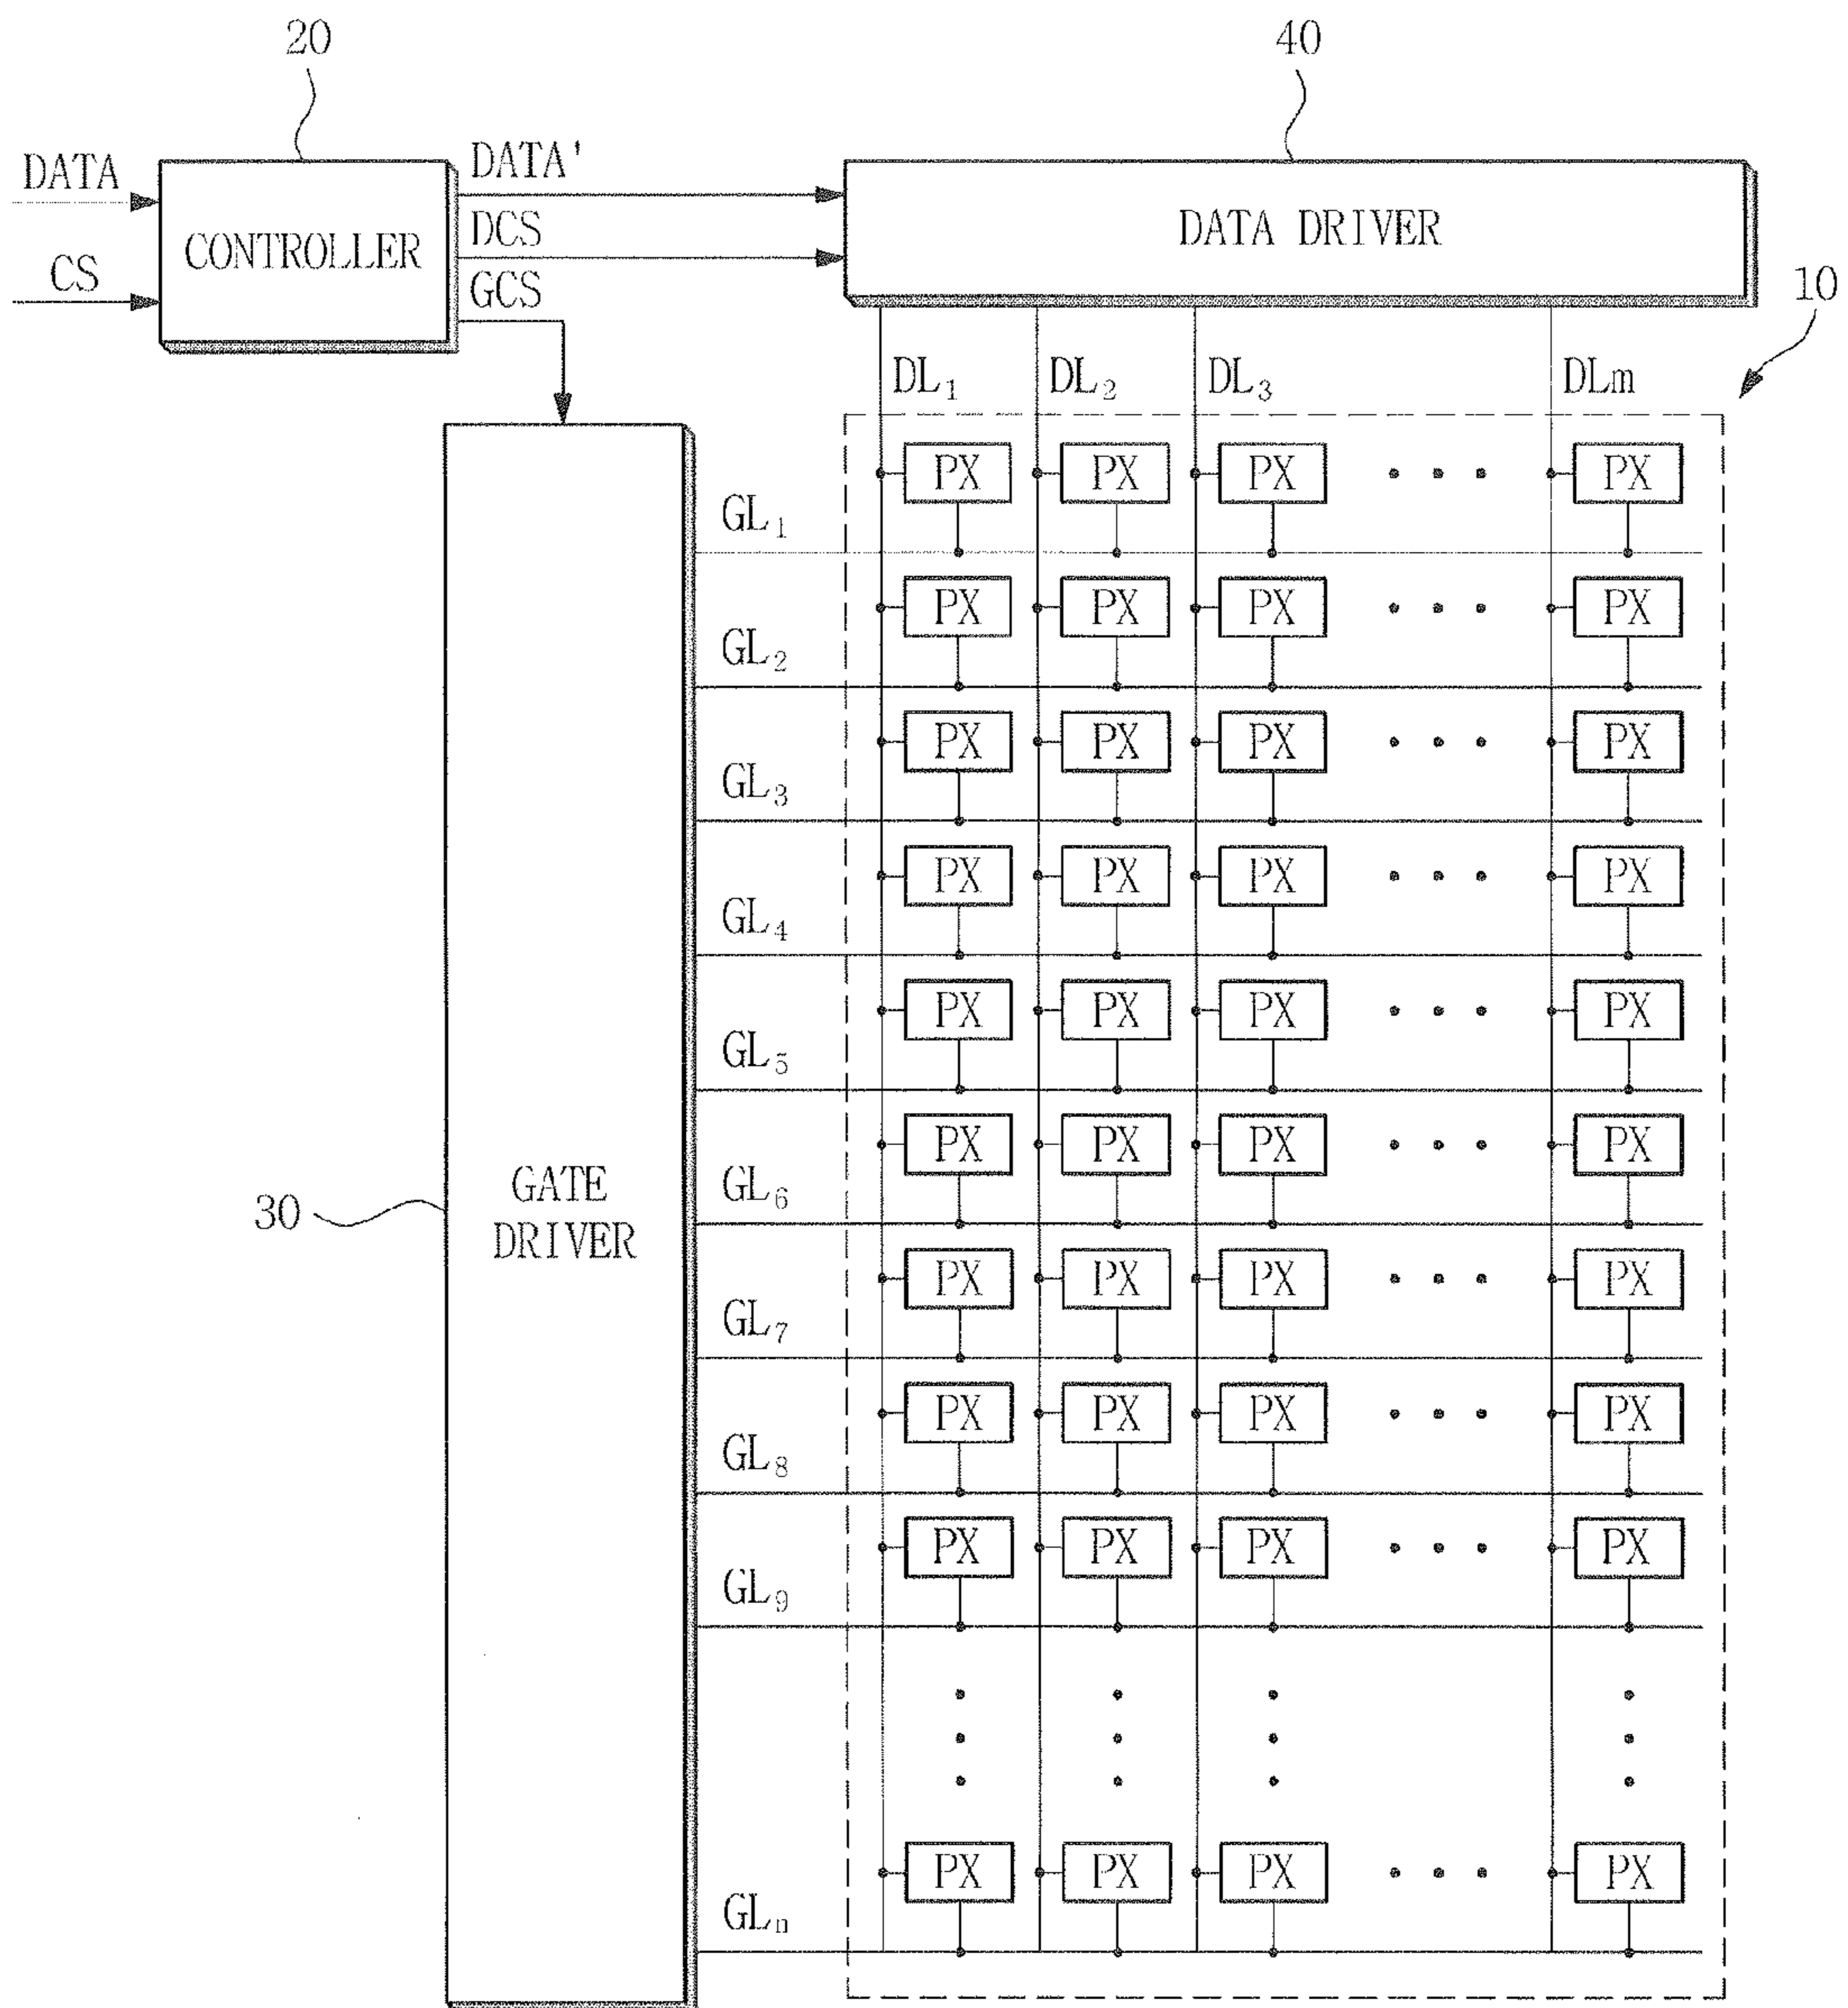 20
40
DATA
DATA'
CONTROLLER
DCS
DATA DRIVER
CS
GCS
10
DL1 DL2 DL3 DLm
PX PX PX PX
GL1
PX PX PX PX
GL2
PX PX PX PX
GL3
PX PX PX PX
GL4
PX PX PX PX
GL5
PX PX PX PX
GL6
30
GATE
DRIVER
PX PX PX PX
GL7
PX PX PX PX
GL8
PX PX PX PX
GL9
PX PX PX PX
GLn